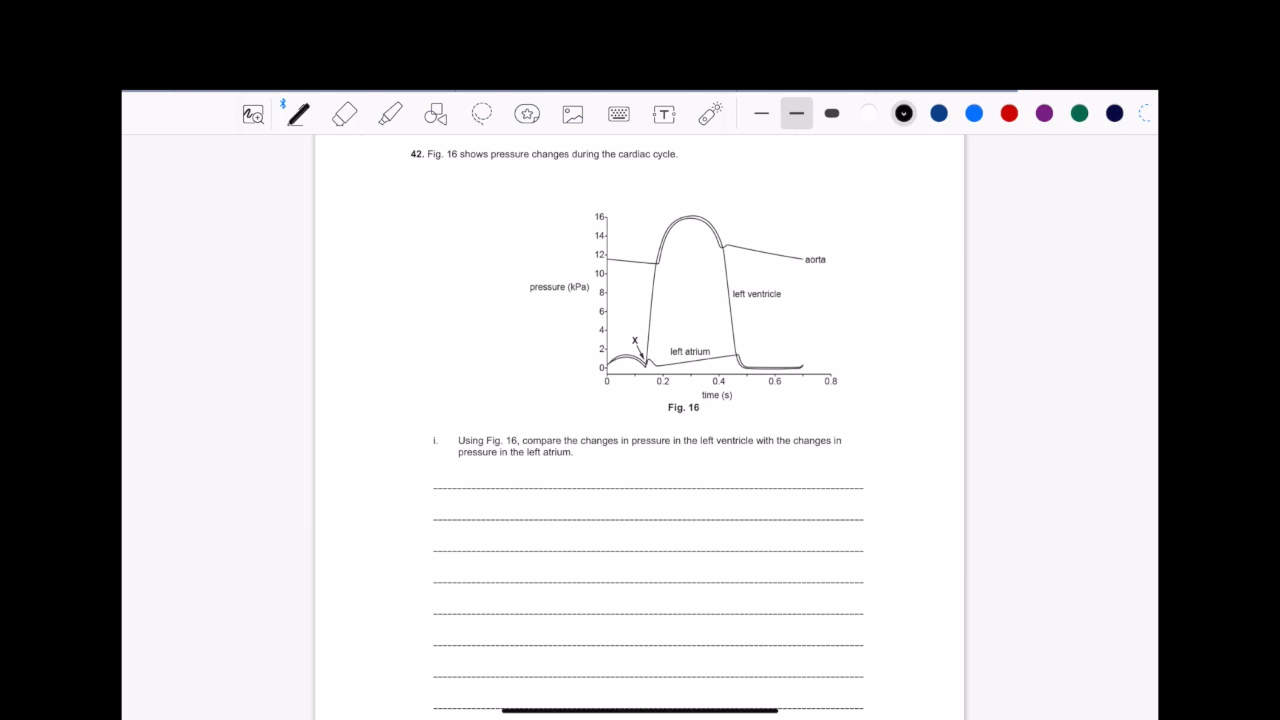 T
42. Fig. 16 shows pressure changes during the cardiac cycle.
16
14
12
10
8
6
4
2
0
pressure (kPa)
aorta
left ventricle
X
left atrium
0 0.2 0.4 0.6 0.8
time (s)
Fig. 16
i. Using Fig. 16, compare the changes in pressure in the left ventricle with the changes in
pressure in the left atrium.